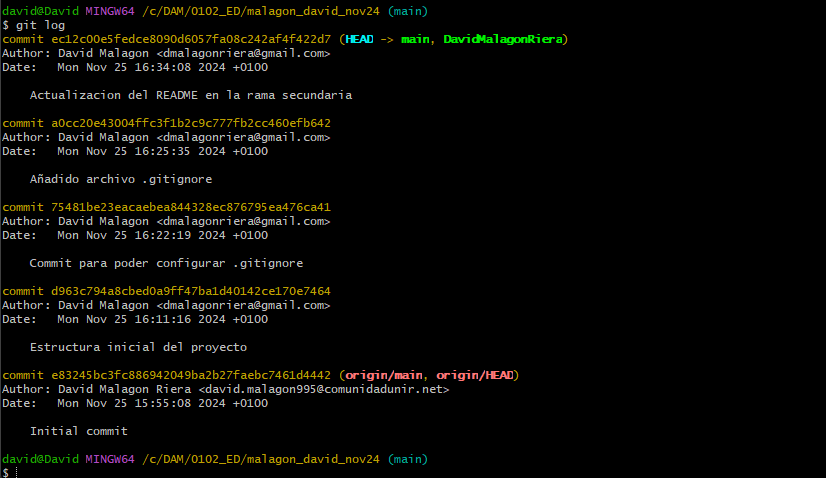 david@David MINGW64 /c/DAM/0102_ED/malagon_david_nov24 (main)
$ git log
commit ec12c00e5fedce8090d6057fa08c242af4f422d7 (HEAD -> main, DavidMalagonRiera)
Author: David Malagon <dmalagonriera@gmail.com>
Date:   Mon Nov 25 16:34:08 2024 +0100
Actualizacion del README en la rama secundaria
commit a0cc20e43004ffc3f1b2c9c777fb2cc460efb642
Author: David Malagon <dmalagonriera@gmail.com>
Date:   Mon Nov 25 16:25:35 2024 +0100
Añadido archivo .gitignore
commit 75481be23eacaebea844328ec876795ea476ca41
Author: David Malagon <dmalagonriera@gmail.com>
Date:   Mon Nov 25 16:22:19 2024 +0100
Commit para poder configurar .gitignore
commit d963c794a8cbed0a9ff47ba1d40142ce170e7464
Author: David Malagon <dmalagonriera@gmail.com>
Date:   Mon Nov 25 16:11:16 2024 +0100
Estructura inicial del proyecto
commit e83245bc3fc886942049ba2b27faebc7461d4442 (origin/main, origin/HEAD)
Author: David Malagon Riera <david.malagon995@comunidadunir.net>
Date:   Mon Nov 25 15:55:08 2024 +0100
Initial commit
david@David MINGW64 /c/DAM/0102_ED/malagon_david_nov24 (main)
$